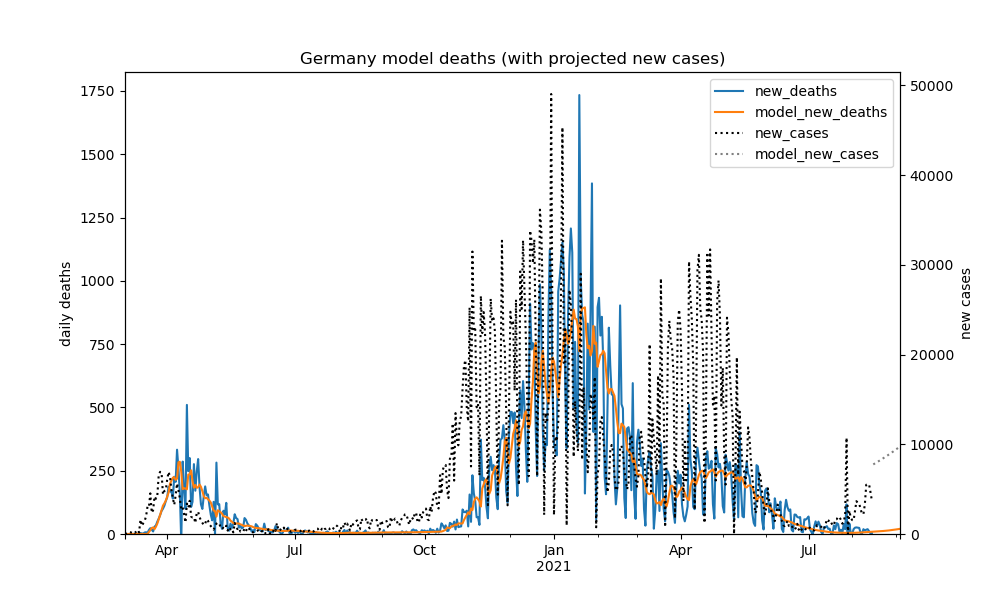 Germany model deaths (with projected new cases)
new_deaths
model_new_deaths
new_cases
model_new_cases
daily deaths
1750
1500
1250
1000
750
500
250
0
50000
40000
30000
20000
10000
0
new cases
Apr
Jul
Oct
Jan
2021
Apr
Jul